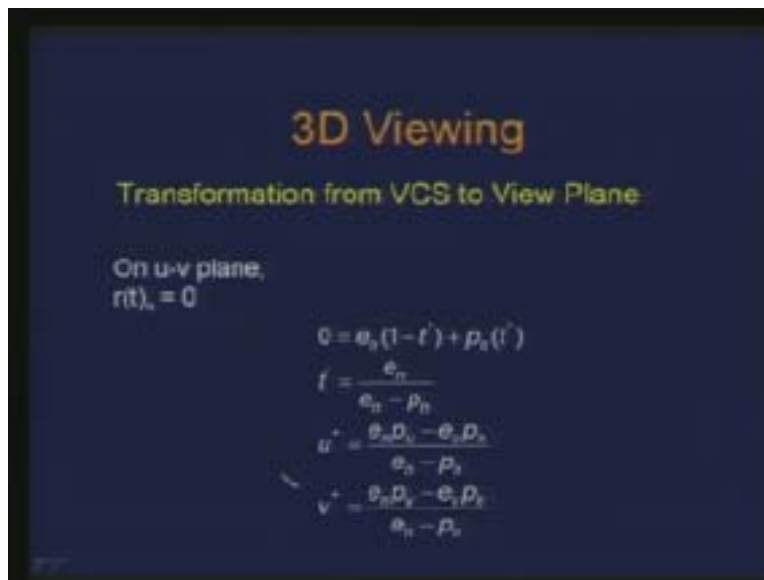 3D Viewing
Transformation from VCS to View Plane
On u-v plane,
r(t)ₙ = 0
0 = eₙ(1 − t') + pₙ(t')
t' = eₙ / (eₙ − pₙ)
u* = (eₙpᵤ − eᵤpₙ) / (eₙ − pₙ)
v* = (eₙpᵥ − eᵥpₙ) / (eₙ − pₙ)